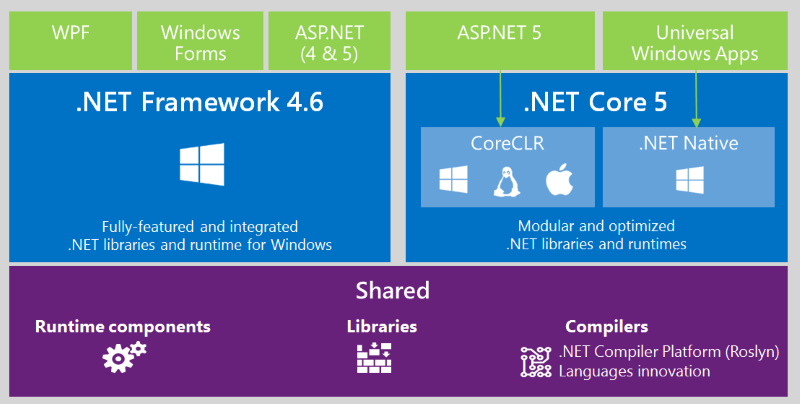 WPF
Windows
Forms
ASP.NET
(4 & 5)
ASP.NET 5
Universal
Windows Apps
.NET Framework 4.6
Fully-featured and integrated
.NET libraries and runtime for Windows
.NET Core 5
CoreCLR
.NET Native
Modular and optimized
.NET libraries and runtimes
Shared
Runtime components
Libraries
Compilers
.NET Compiler Platform (Roslyn)
Languages innovation